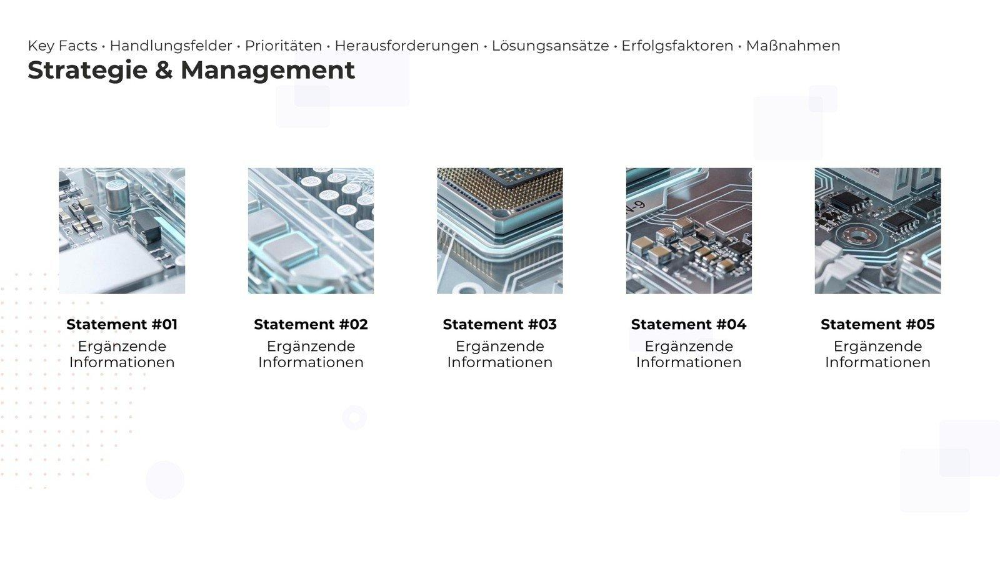 Key Facts • Handlungsfelder • Prioritäten • Herausforderungen • Lösungsansätze • Erfolgsfaktoren • Maßnahmen
Strategie & Management
N-9
Statement #01
Ergänzende
Informationen
Statement #02
Ergänzende
Informationen
Statement #03
Ergänzende
Informationen
Statement #04
Ergänzende
Informationen
Statement #05
Ergänzende
Informationen